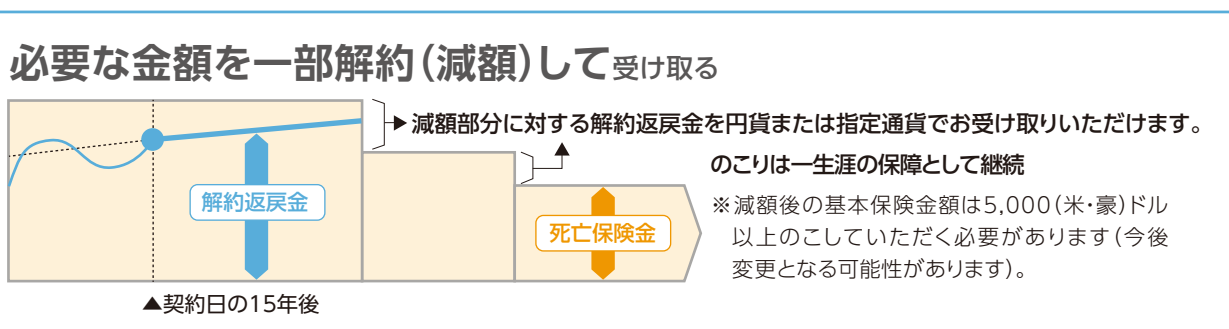 必要な金額を一部解約(減額)して受け取る
減額部分に対する解約返戻金を円貨または指定通貨でお受け取りいただけます。
のこりは一生涯の保障として継続
解約返戻金
死亡保険金
※減額後の基本保険金額は5,000(米・豪)ドル
以上のこしていただく必要があります(今後
変更となる可能性があります)。
▲契約日の15年後